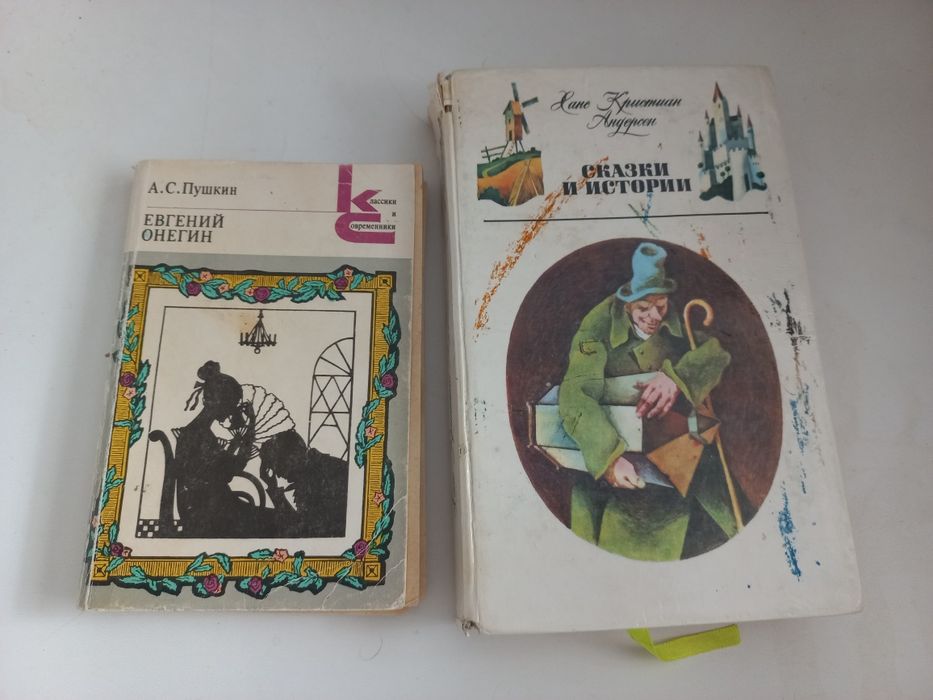 А.С.Пушкин
ЕВГЕНИЙ
ОНЕГИН
Классики
и
Современники
Ханс Кристиан
Андерсен
СКАЗКИ
И ИСТОРИИ